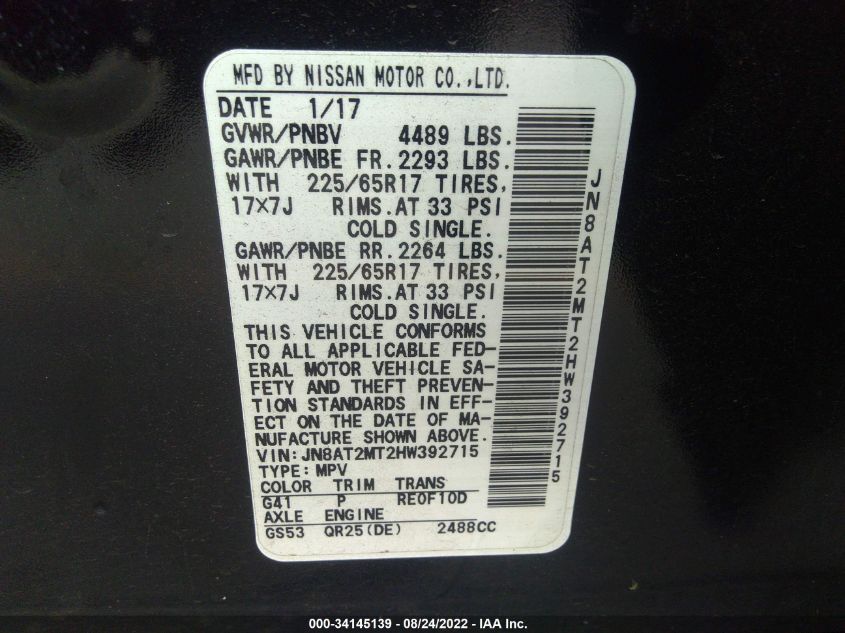 MFD BY NISSAN MOTOR CO.,LTD.
DATE 1/17
GVWR/PNBV 4489 LBS.
GAWR/PNBE FR.2293 LBS.
WITH 225/65R17 TIRES,
17X7J RIMS.AT 33 PSI
COLD SINGLE.
GAWR/PNBE RR.2264 LBS.
WITH 225/65R17 TIRES,
17X7J RIMS.AT 33 PSI
COLD SINGLE.
THIS VEHICLE CONFORMS
TO ALL APPLICABLE FED-
ERAL MOTOR VEHICLE SA-
FETY AND THEFT PREVEN-
TION STANDARDS IN EFF-
ECT ON THE DATE OF MA-
NUFACTURE SHOWN ABOVE.
VIN:JN8AT2MT2HW392715
TYPE:MPV
COLOR TRIM TRANS
G41 P RE0F10D
AXLE ENGINE
GS53 QR25(DE) 2488CC
JN8AT2MT2HW392715
000-34145139 - 08/24/2022 - IAA Inc.